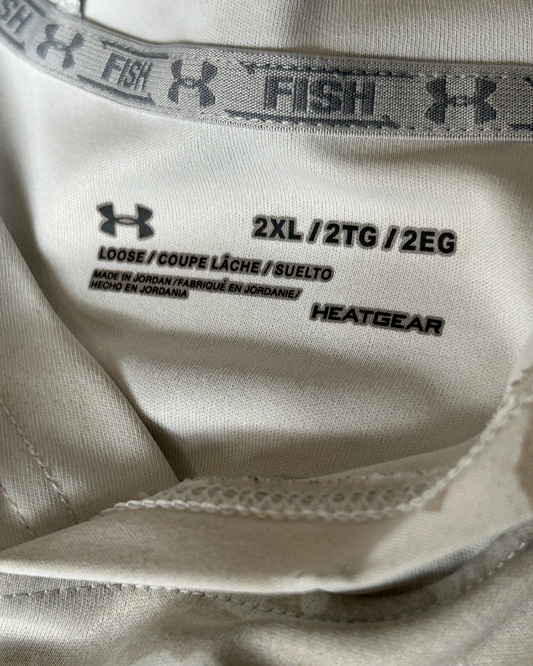 SH FISH FISH
2XL / 2TG / 2EG
LOOSE / COUPE LÂCHE / SUELTO
MADE IN JORDAN / FABRIQUÉ EN JORDANIE /
HECHO EN JORDANIA
HEATGEAR